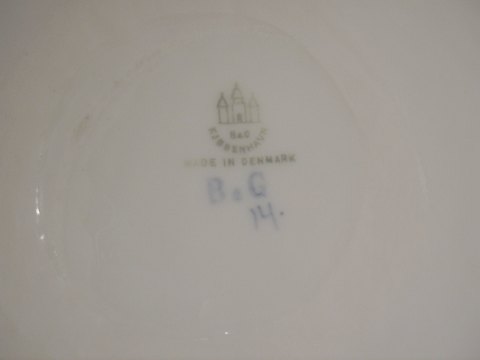 B&G
KJØBENHAVN
MADE IN DENMARK
B&G
14.